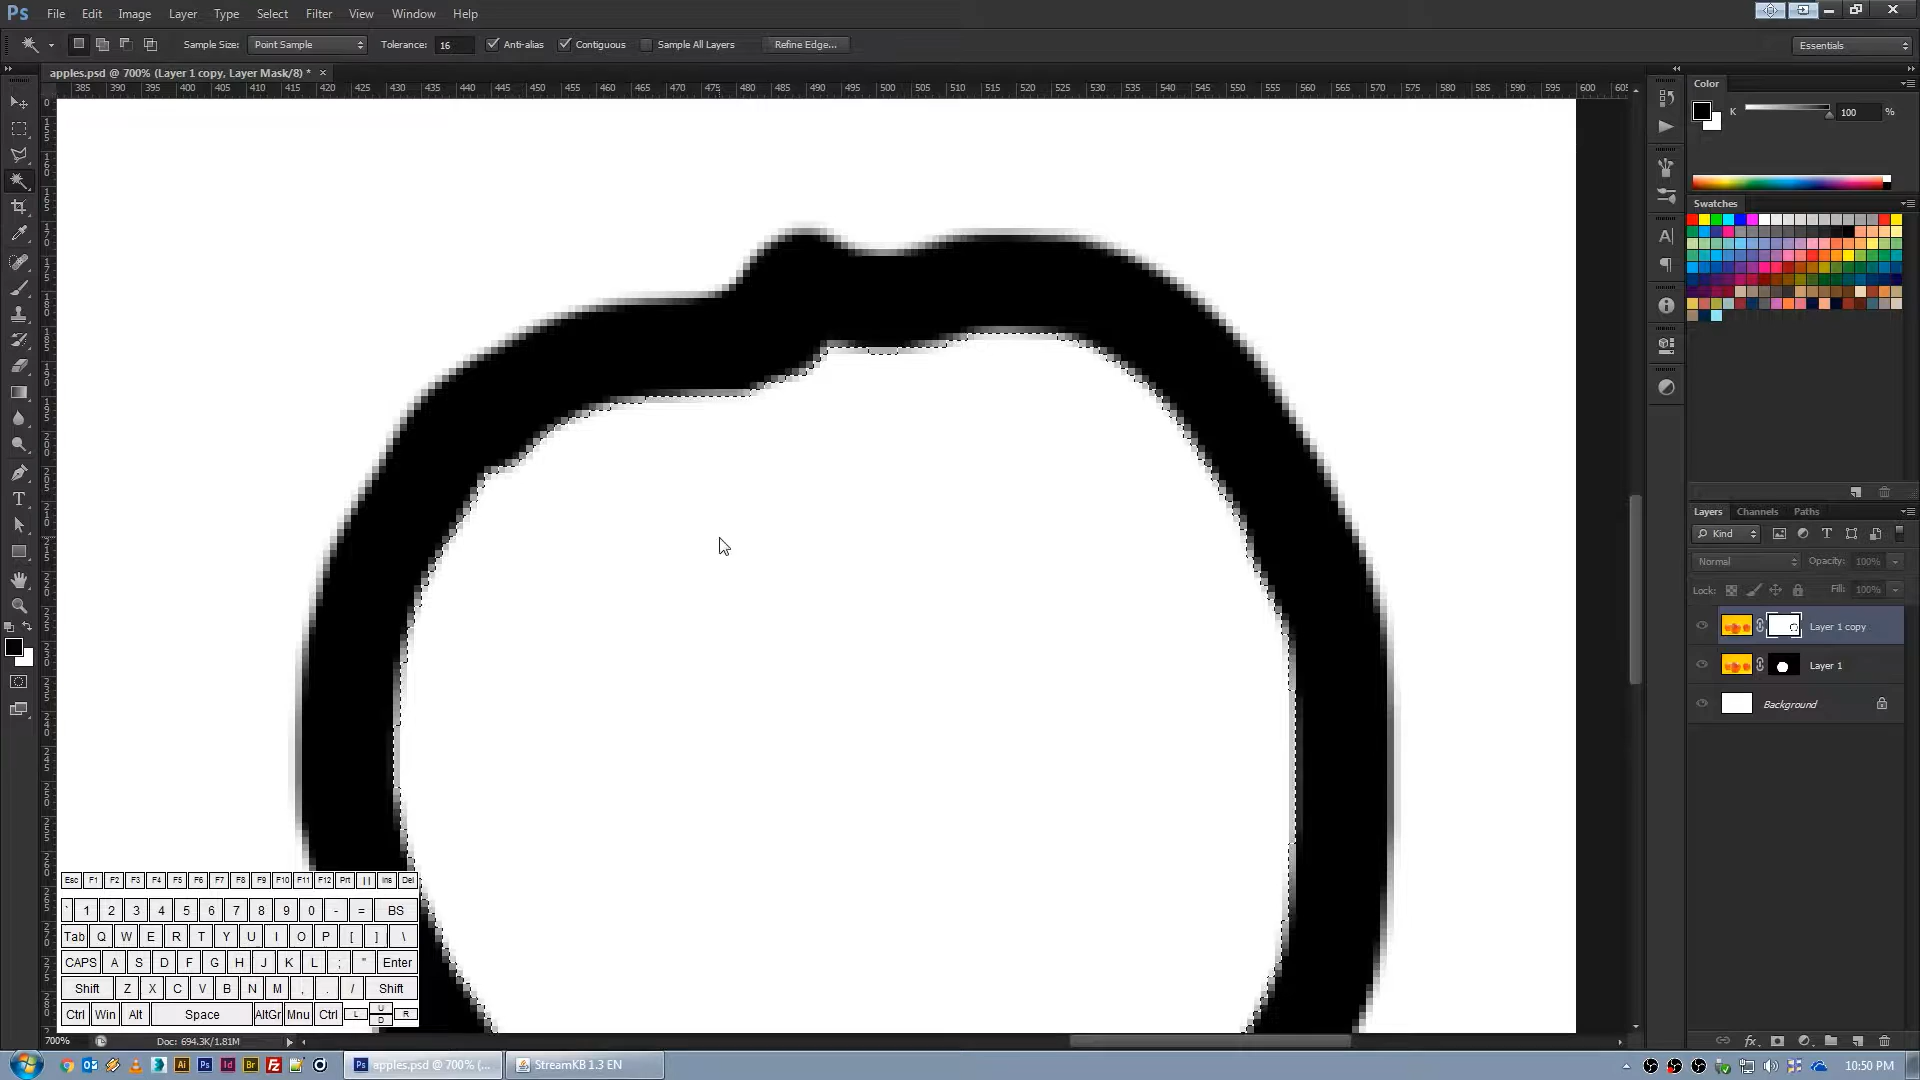 Ps File Edit Image Layer Type Select Filter View Window Help
Sample Size: Point Sample Tolerance: 16 Anti-alias Contiguous Sample All Layers Refine Edge... Essentials
apples.psd @ 700% (Layer 1 copy, Layer Mask/8) * ×
385 390 395 400 405 410 415 420 425 430 435 440 445 450 455 460 465 470 475 480 485 490 495 500 505 510 515 520 525 530 535 540 545 550 555 560 565 570 575 580 585 590 595 600 605
Color
K 100 %
Swatches
Layers Channels Paths
Kind
Normal Opacity: 100%
Lock: Fill: 100%
Layer 1 copy
Layer 1
Background
Esc F1 F2 F3 F4 F5 F6 F7 F8 F9 F10 F11 F12 Prt || Ins Del
` 1 2 3 4 5 6 7 8 9 0 - = BS
Tab Q W E R T Y U I O P [ ] \
CAPS A S D F G H J K L ; " Enter
Shift Z X C V B N M , . / Shift
Ctrl Win Alt Space AltGr Mnu Ctrl L U D R
700% Doc: 694.3K/1.81M
apples.psd @ 700% (... StreamKB 1.3 EN 10:50 PM